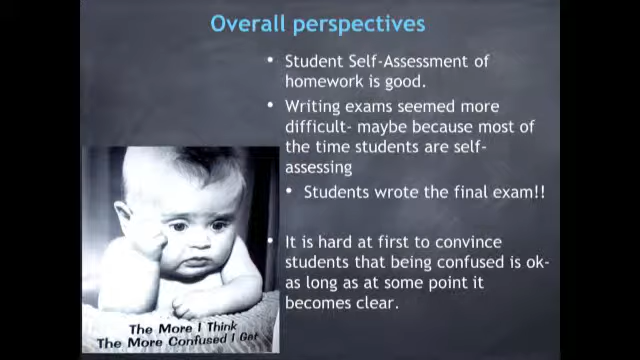 Overall perspectives
• Student Self-Assessment of
homework is good.
• Writing exams seemed more
difficult- maybe because most of
the time students are self-
assessing
• Students wrote the final exam!!
• It is hard at first to convince
students that being confused is ok-
as long as at some point it
becomes clear.
The More I Think
The More Confused I Get